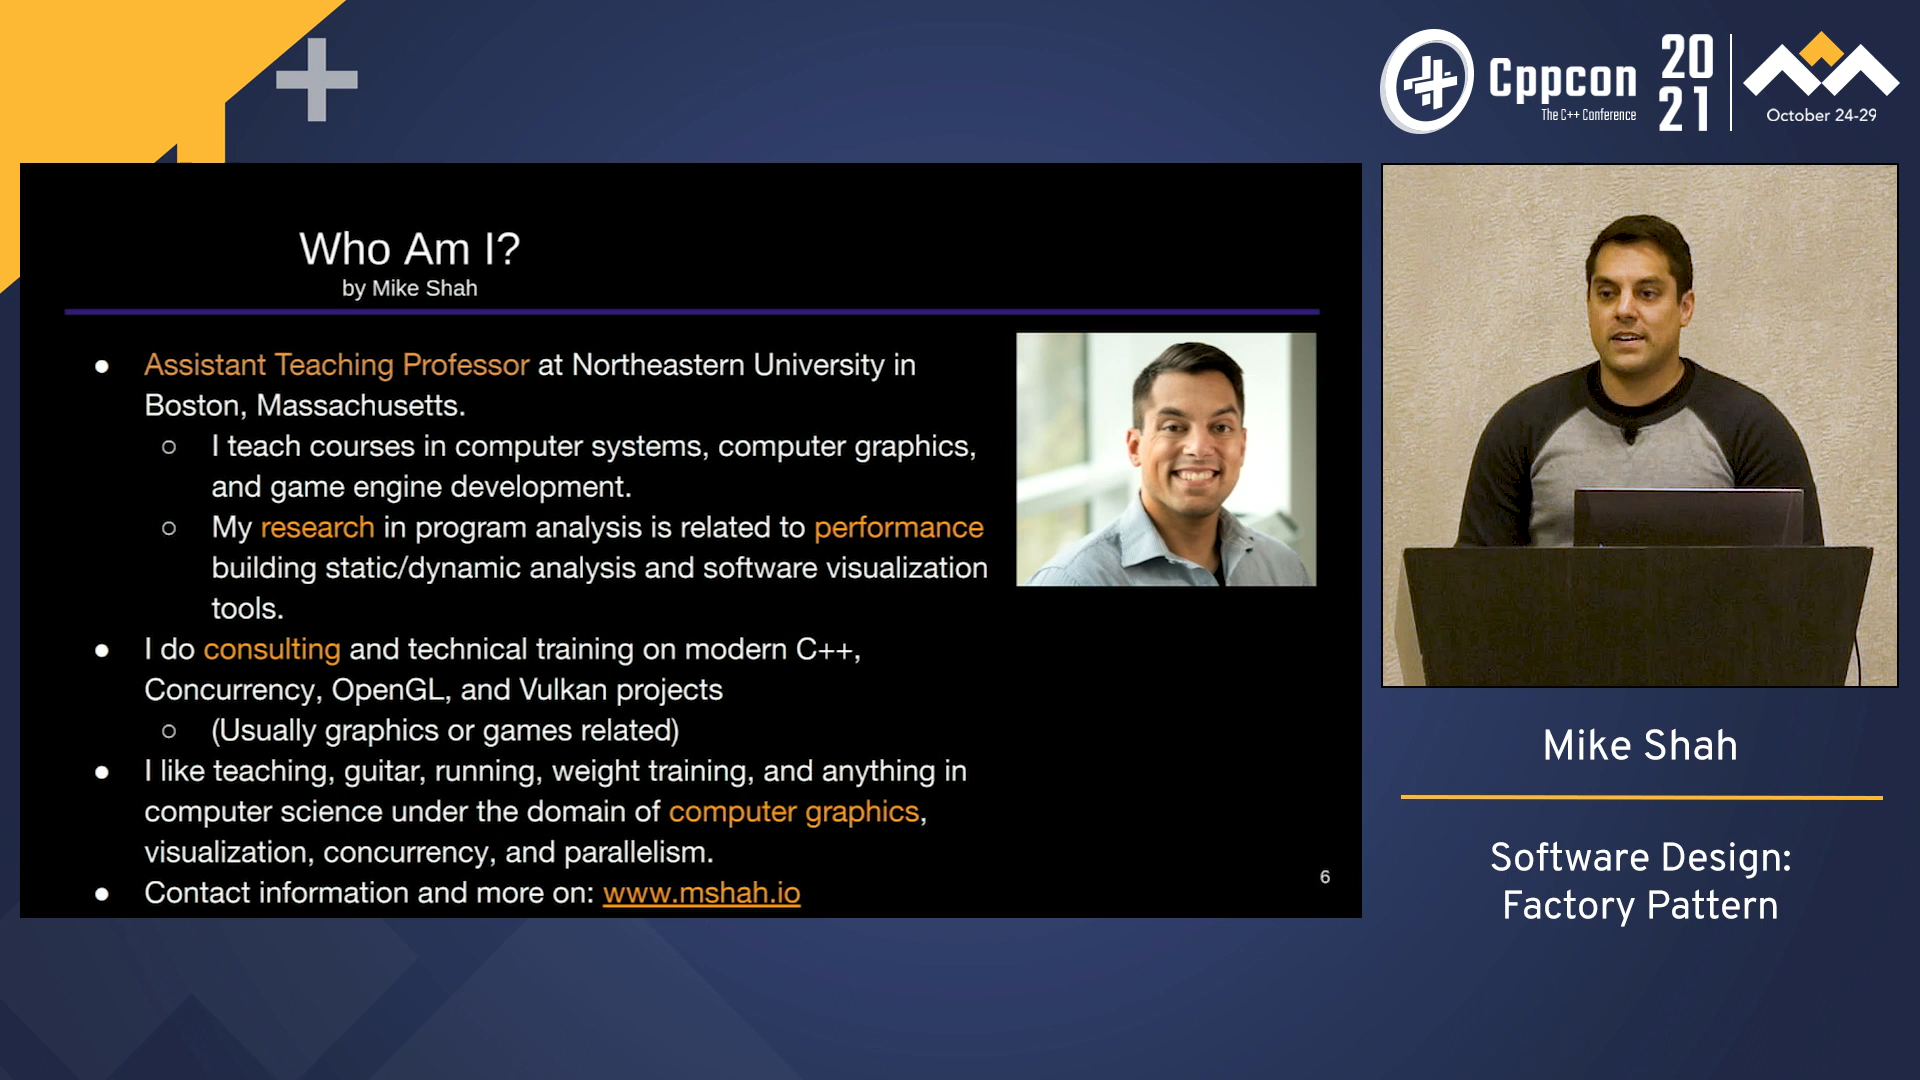 Cppcon
The C++ Conference
20
21
October 24-29
Who Am I?
by Mike Shah
● Assistant Teaching Professor at Northeastern University in
Boston, Massachusetts.
○ I teach courses in computer systems, computer graphics,
and game engine development.
○ My research in program analysis is related to performance
building static/dynamic analysis and software visualization
tools.
● I do consulting and technical training on modern C++,
Concurrency, OpenGL, and Vulkan projects
○ (Usually graphics or games related)
● I like teaching, guitar, running, weight training, and anything in
computer science under the domain of computer graphics,
visualization, concurrency, and parallelism.
● Contact information and more on: www.mshah.io
6
Mike Shah
Software Design:
Factory Pattern